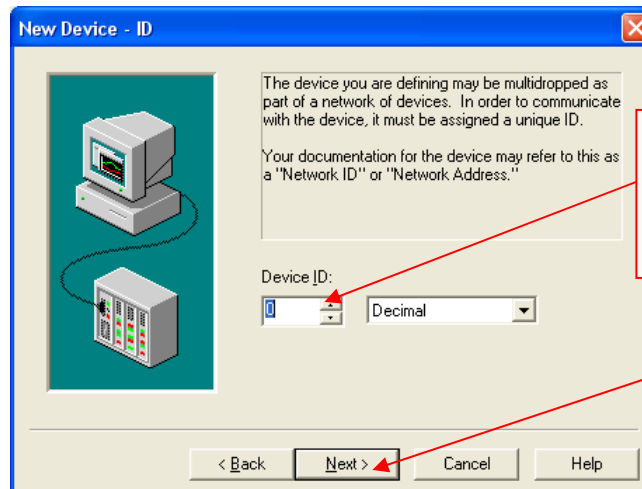 New Device - ID
The device you are defining may be multidropped as
part of a network of devices. In order to communicate
with the device, it must be assigned a unique ID.
Your documentation for the device may refer to this as
a "Network ID" or "Network Address."
Device ID:
0 Decimal
< Back Next > Cancel Help